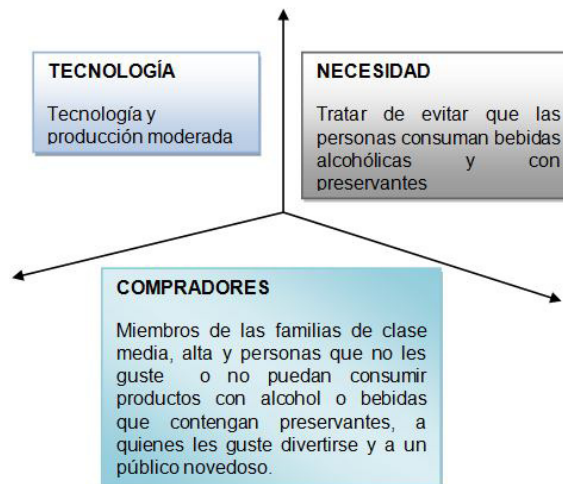 TECNOLOGÍA
Tecnología y
producción moderada
NECESIDAD
Tratar de evitar que las
personas consuman bebidas
alcohólicas y con
preservantes
COMPRADORES
Miembros de las familias de clase
media, alta y personas que no les
guste o no puedan consumir
productos con alcohol o bebidas
que contengan preservantes, a
quienes les guste divertirse y a un
público novedoso.